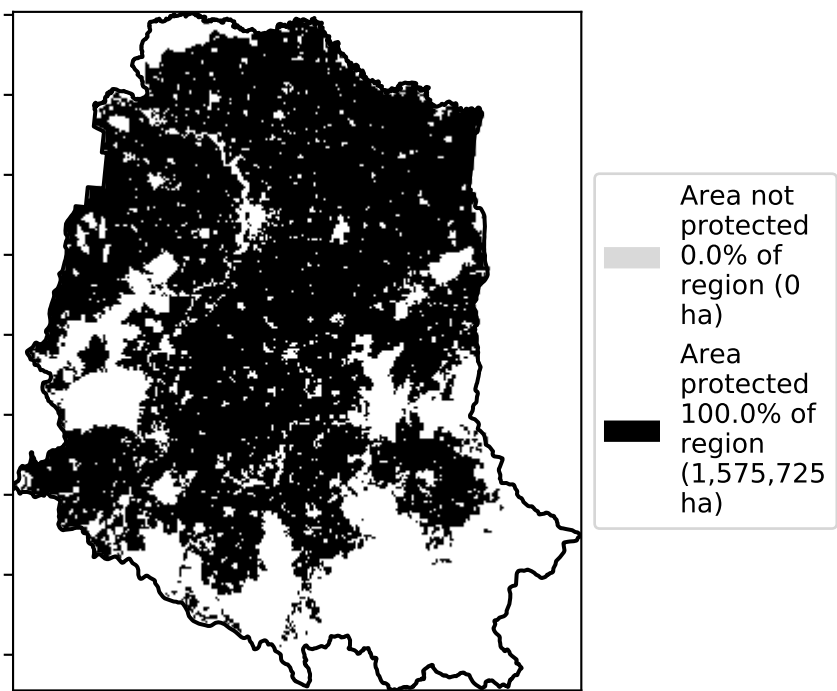 Area not
protected
0.0% of
region (0
ha)
Area
protected
100.0% of
region
(1,575,725
ha)